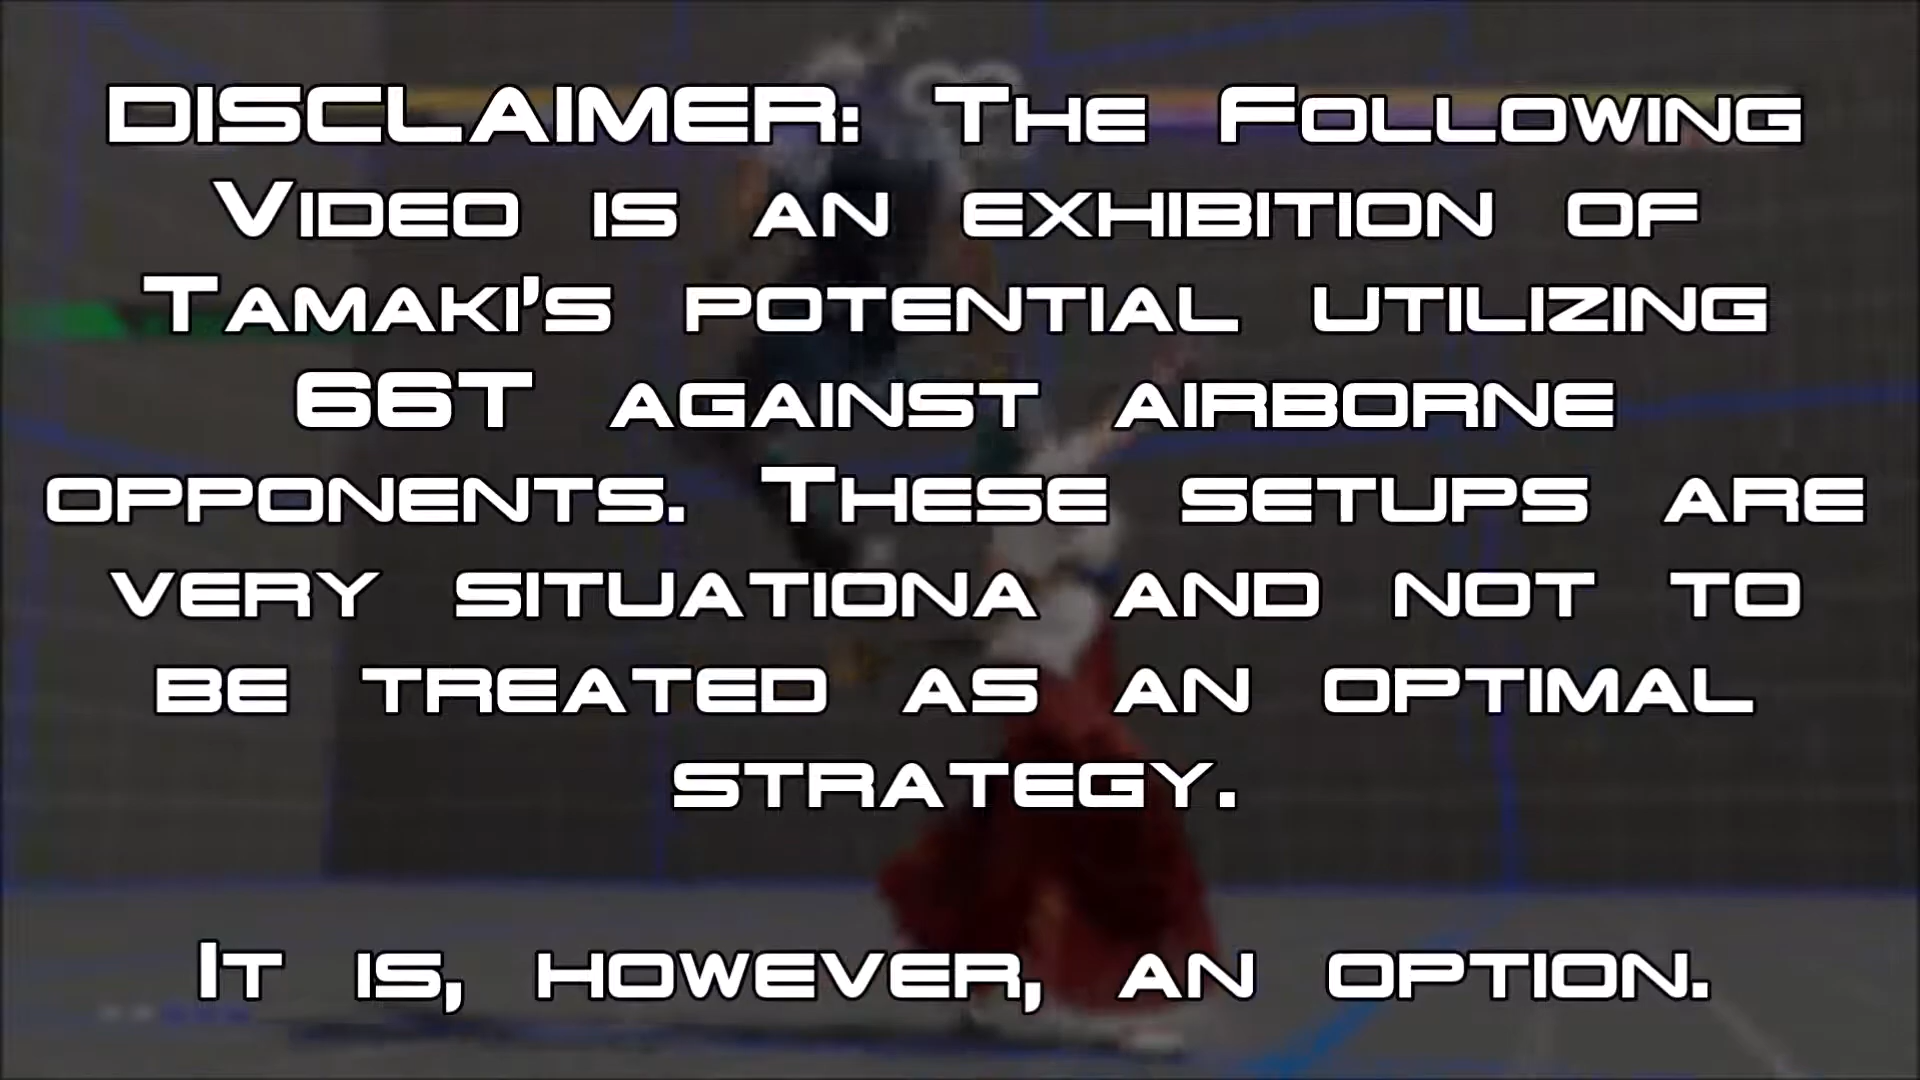 DISCLAIMER: The Following
Video is an exhibition of
Tamaki's potential utilizing
66T against airborne
opponents. These setups are
very situationa and not to
be treated as an optimal
strategy.
It is, however, an option.